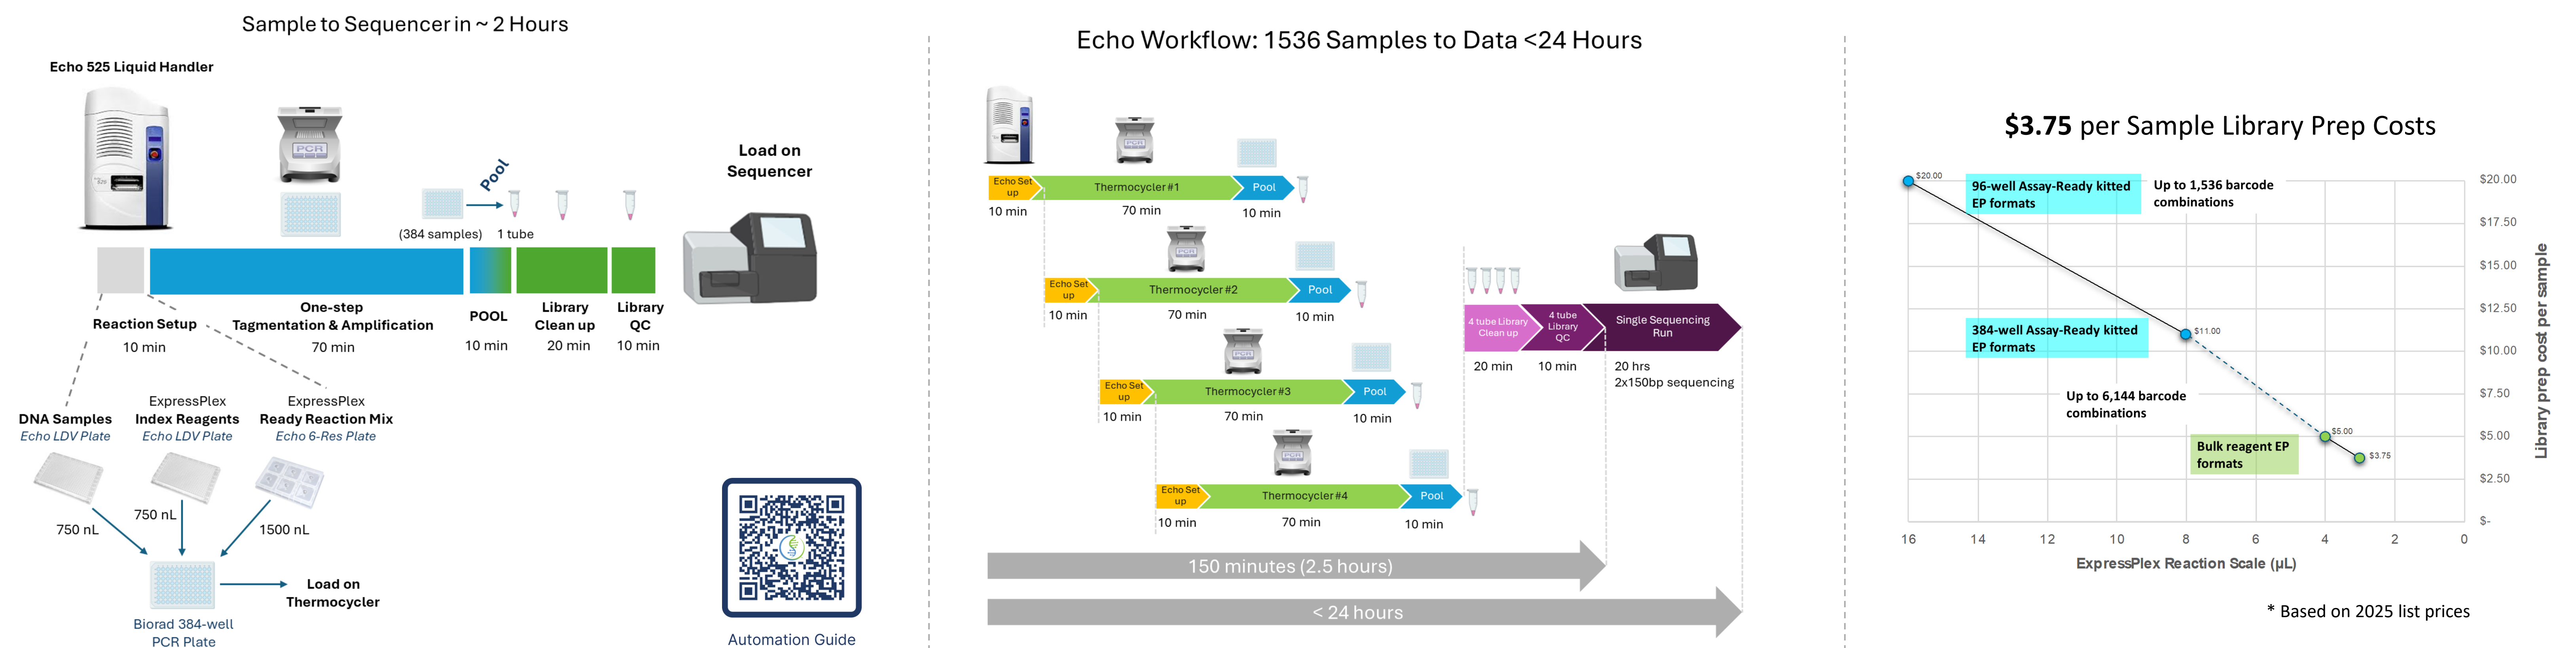 Sample to Sequencer in ~ 2 Hours
Echo 525 Liquid Handler
PCR
Pool
(384 samples)
1 tube
Load on
Sequencer
Reaction Setup
10 min
One-step
Tagmentation & Amplification
70 min
POOL
10 min
Library
Clean up
20 min
Library
QC
10 min
DNA Samples
Echo LDV Plate
ExpressPlex
Index Reagents
Echo LDV Plate
ExpressPlex
Ready Reaction Mix
Echo 6-Res Plate
750 nL
750 nL
1500 nL
Load on
Thermocycler
Biorad 384-well
PCR Plate
Automation Guide
Echo Workflow: 1536 Samples to Data <24 Hours
PCR
Echo Set
up
Thermocycler #1
Pool
10 min
70 min
10 min
PCR
Echo Set
up
Thermocycler #2
Pool
10 min
70 min
10 min
PCR
Echo Set
up
Thermocycler #3
Pool
10 min
70 min
10 min
PCR
Echo Set
up
Thermocycler #4
Pool
10 min
70 min
10 min
4 tube Library
Clean up
4 tube
Library
QC
Single Sequencing
Run
20 min
10 min
20 hrs
2x150bp sequencing
150 minutes (2.5 hours)
< 24 hours
$3.75 per Sample Library Prep Costs
$20.00
96-well Assay-Ready kitted
EP formats
Up to 1,536 barcode
combinations
384-well Assay-Ready kitted
EP formats
$11.00
Up to 6,144 barcode
combinations
Bulk reagent EP
formats
$5.00
$3.75
$20.00
$17.50
$15.00
$12.50
$10.00
$7.50
$5.00
$2.50
$-
Library prep cost per sample
16
14
12
10
8
6
4
2
0
ExpressPlex Reaction Scale (µL)
* Based on 2025 list prices